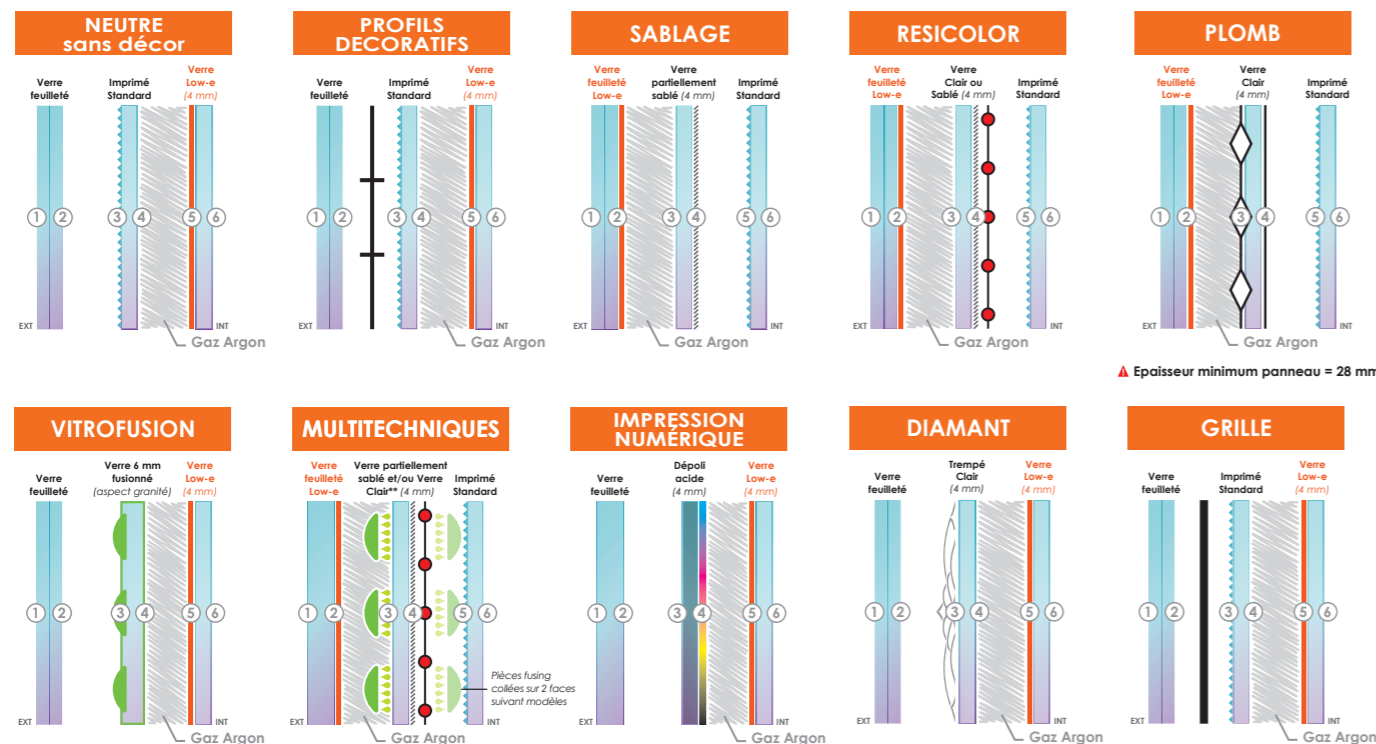 NEUTRE
sans décor
Verre
feuilleté
Imprimé
Standard
Verre
Low-e
(4 mm)
1 2 3 4 5 6
EXT
INT
Gaz Argon
PROFILS
DECORATIFS
Verre
feuilleté
Imprimé
Standard
Verre
Low-e
(4 mm)
1 2 3 4 5 6
EXT
INT
Gaz Argon
SABLAGE
Verre
feuilleté
Low-e
Verre
partiellement
sablé (4 mm)
Imprimé
Standard
1 2 3 4 5 6
EXT
INT
Gaz Argon
RESICOLOR
Verre
feuilleté
Low-e
Verre
Clair ou
Sablé (4 mm)
Imprimé
Standard
1 2 3 4 5 6
EXT
INT
Gaz Argon
PLOMB
Verre
feuilleté
Low-e
Verre
Clair
(4 mm)
Imprimé
Standard
1 2 3 4 5 6
EXT
INT
Gaz Argon
Epaisseur minimum panneau = 28 mm
VITROFUSION
Verre
feuilleté
Verre 6 mm
fusionné
(aspect granité)
Verre
Low-e
(4 mm)
1 2 3 4 5 6
EXT
INT
Gaz Argon
MULTITECHNIQUES
Verre
feuilleté
Low-e
Verre partiellement
sablé et/ou Verre
Clair** (4 mm)
Imprimé
Standard
1 2 3 4 5 6
Pièces fusing
collées sur 2 faces
suivant modèles
EXT
INT
Gaz Argon
IMPRESSION
NUMÉRIQUE
Verre
feuilleté
Dépoli
acide
(4 mm)
Verre
Low-e
(4 mm)
1 2 3 4 5 6
EXT
INT
Gaz Argon
DIAMANT
Verre
feuilleté
Trempé
Clair
(4 mm)
Verre
Low-e
(4 mm)
1 2 3 4 5 6
EXT
INT
Gaz Argon
GRILLE
Verre
feuilleté
Imprimé
Standard
Verre
Low-e
(4 mm)
1 2 3 4 5 6
EXT
INT
Gaz Argon